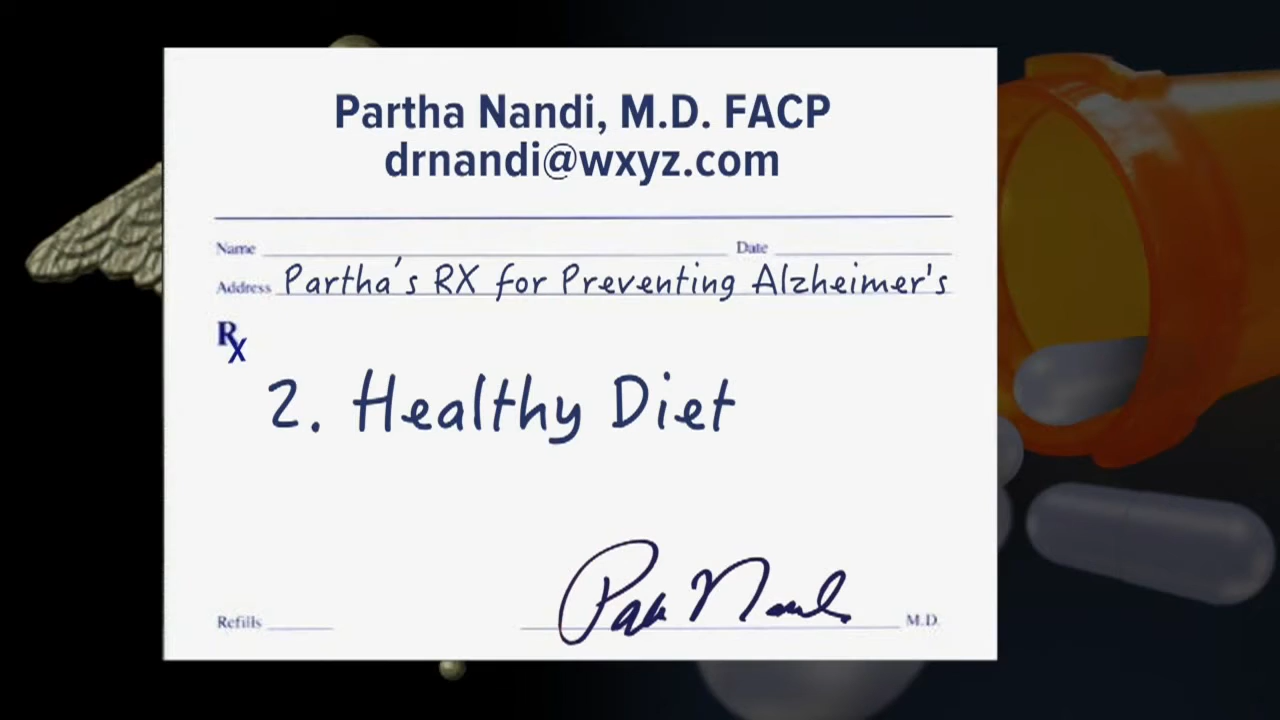 Partha Nandi, M.D. FACP
drnandi@wxyz.com
Name Date
Address Partha's RX for Preventing Alzheimer's
Rx
2. Healthy Diet
Refills M.D.